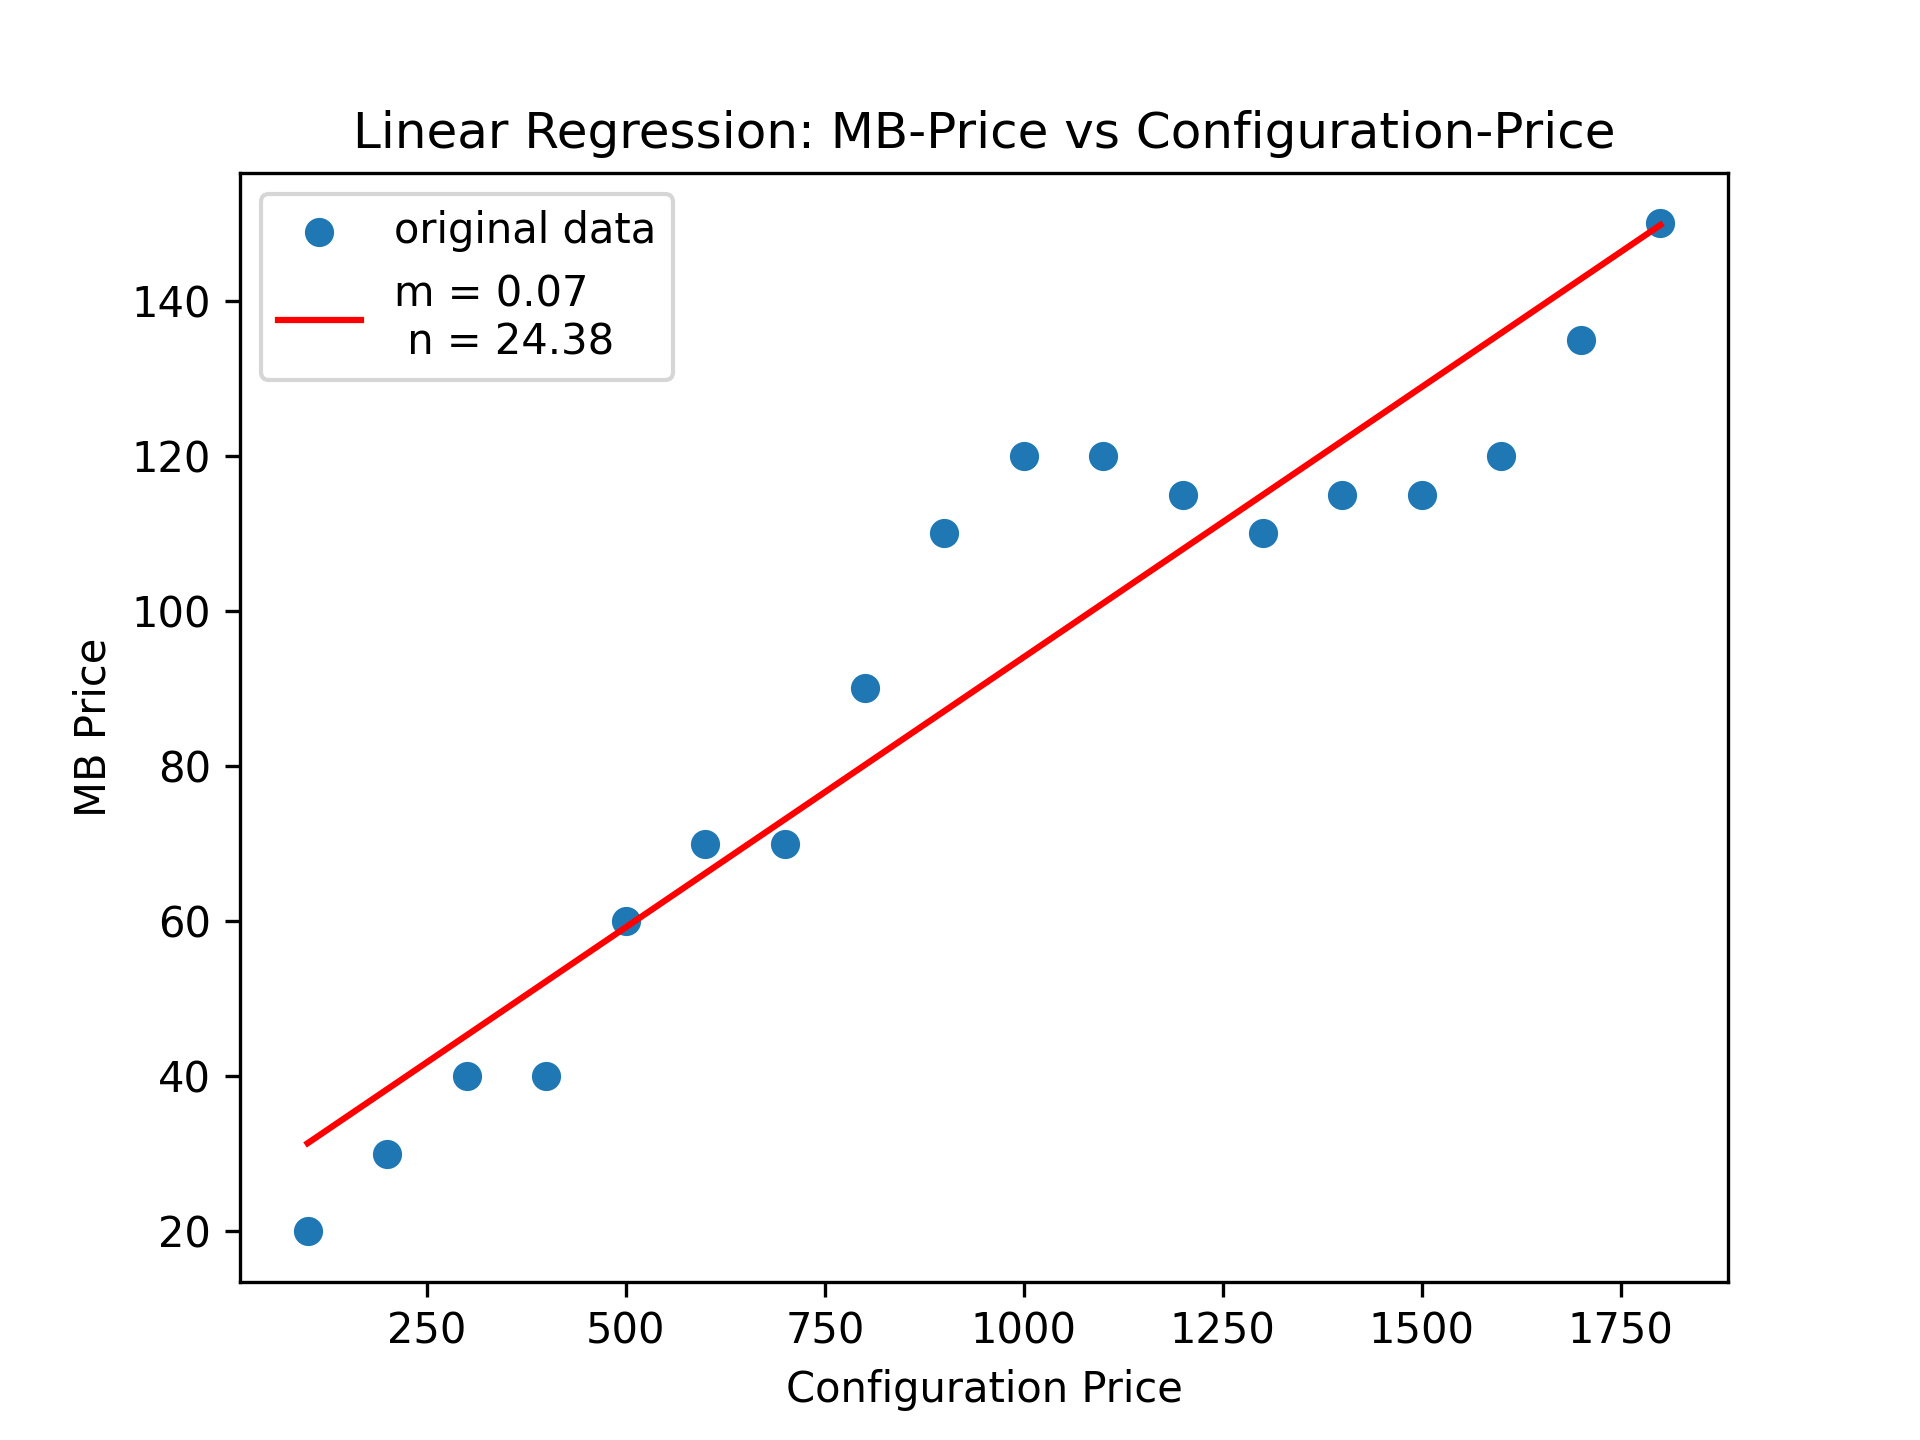 Linear Regression: MB-Price vs Configuration-Price
original data
m = 0.07
n = 24.38
140
120
100
80
60
40
20
MB Price
250 500 750 1000 1250 1500 1750
Configuration Price